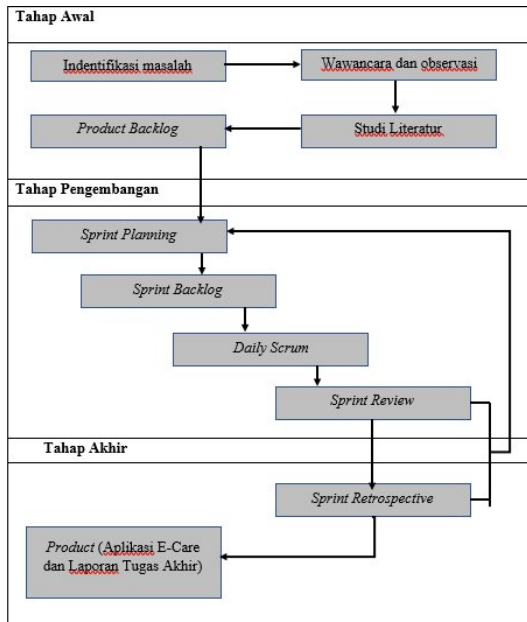 Tahap Awal
Indentifikasi masalah
Wawancara dan observasi
Product Backlog
Studi Literatur
Tahap Pengembangan
Sprint Planning
Sprint Backlog
Daily Scrum
Sprint Review
Tahap Akhir
Sprint Retrospective
Product (Aplikasi E-Care
dan Laporan Tugas Akhir)